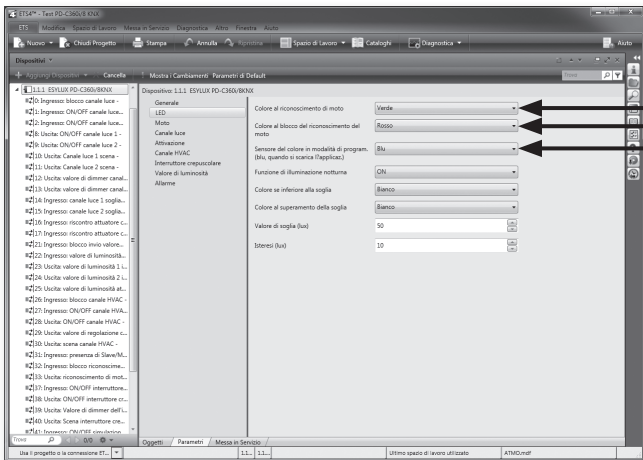 ETS4™ - Test PD-C360i/8 KNX
ETS Modifica Spazio di Lavoro Messa in Servizio Diagnostica Altro Finestra Aiuto
Nuovo Chiudi Progetto Stampa Annulla Ripristina Spazio di Lavoro Cataloghi Diagnostica Aiuto
Dispositivi
Aggiungi Dispositivi Cancella Mostra i Cambiamenti Parametri di Default Trova
1.1.1 ESYLUX PD-C360i/8KNX
0: Ingresso: blocco canale luce -
1: Ingresso: ON/OFF canale luce...
2: Ingresso: ON/OFF canale luce...
8: Uscita: ON/OFF canale luce 1 -
9: Uscita: ON/OFF canale luce 2 -
10: Uscita: Canale luce 1 scena -
11: Uscita: Canale luce 2 scena -
12: Uscita: valore di dimmer canal...
13: Uscita: valore di dimmer canal...
14: Ingresso: canale luce 1 soglia...
15: Ingresso: canale luce 2 soglia...
16: Ingresso: riscontro attuatore c...
17: Ingresso: riscontro attuatore c...
21: Ingresso: blocco invio valore...
22: Ingresso: valore di luminosità...
23: Uscita: valore di luminosità 1 i...
24: Uscita: valore di luminosità 2 i...
25: Uscita: valore di luminosità at...
26: Ingresso: blocco canale HVAC -
27: Ingresso: ON/OFF canale HVA...
28: Uscita: ON/OFF canale HVAC -
29: Uscita: valore di regolazione c...
30: Uscita: scena canale HVAC -
31: Ingresso: presenza di Slave/M...
32: Ingresso: blocco riconoscime...
33: Uscita: riconoscimento di mot...
37: Ingresso: ON/OFF interruttore...
38: Uscita: ON/OFF interruttore cr...
39: Uscita: Valore di dimmer dell'i...
40: Uscita: Scena interruttore cre...
41: Ingresso: ON/OFF simulazion...
Trova 0/0
Dispositivo: 1.1.1 ESYLUX PD-C360i/8KNX
Generale
LED
Moto
Canale luce
Attivazione
Canale HVAC
Interruttore crepuscolare
Valore di luminosità
Allarme
Colore al riconoscimento di moto Verde
Colore al blocco del riconoscimento del moto Rosso
Sensore del colore in modalità di program. (blu, quando si scarica l?applicaz.) Blu
Funzione di illuminazione notturna ON
Colore se inferiore alla soglia Bianco
Colore al superamento della soglia Bianco
Valore di soglia (lux) 50
Isteresi (lux) 10
Oggetti Parametri Messa in Servizio
Usa il progetto o la connessione ET... 1.1... 1.1... Ultimo spazio di lavoro utilizzato ATMO.mdf